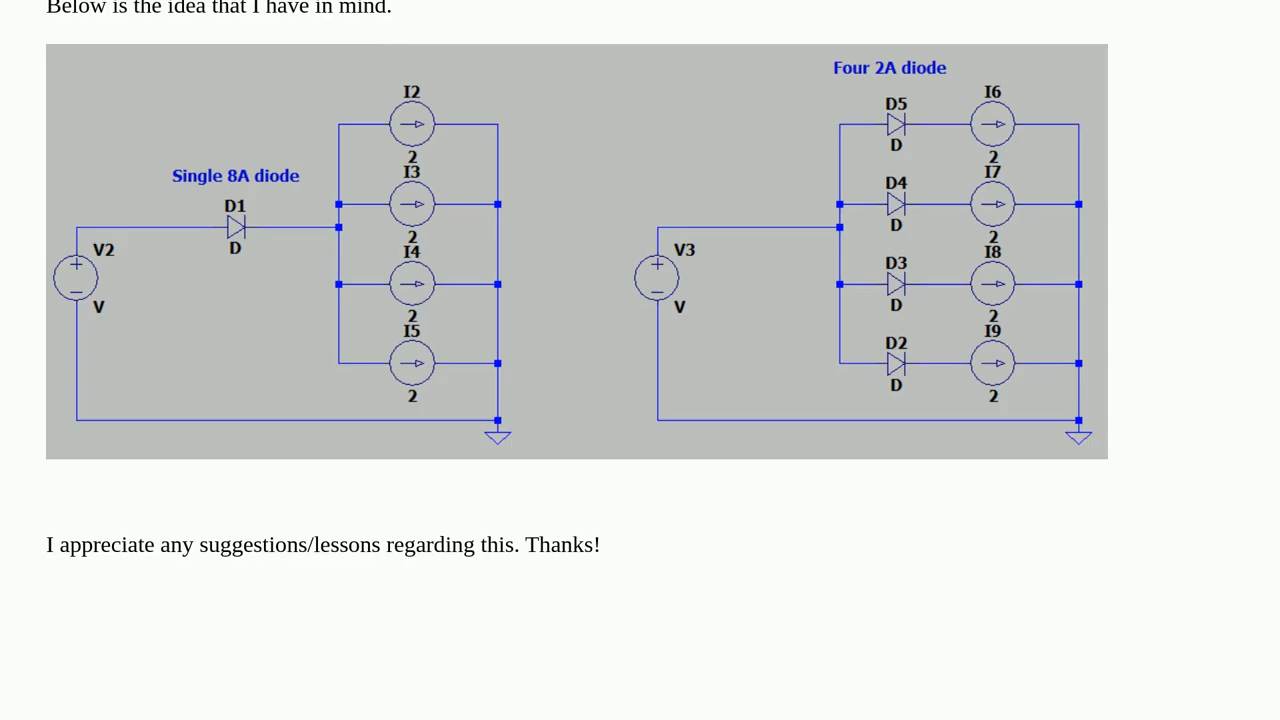 Below is the idea that I have in mind.
Four 2A diode
I2
D5
I6
D
2
2
I3
D4
I7
Single 8A diode
D1
D
2
2
D
I4
D3
I8
V2
V3
V
V
D
2
2
I5
D2
I9
D
2
2
I appreciate any suggestions/lessons regarding this. Thanks!